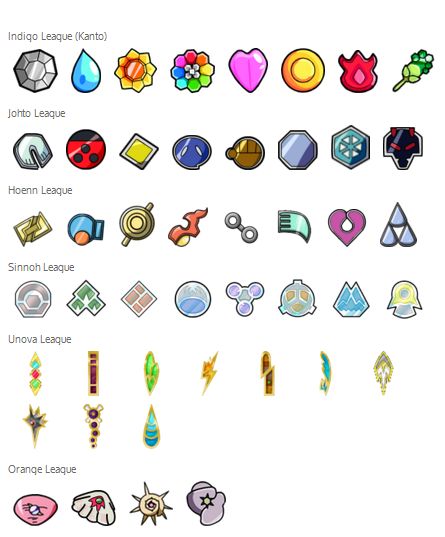 Indigo League (Kanto)
Johto League
Hoenn League
Sinnoh League
Unova League
Orange League